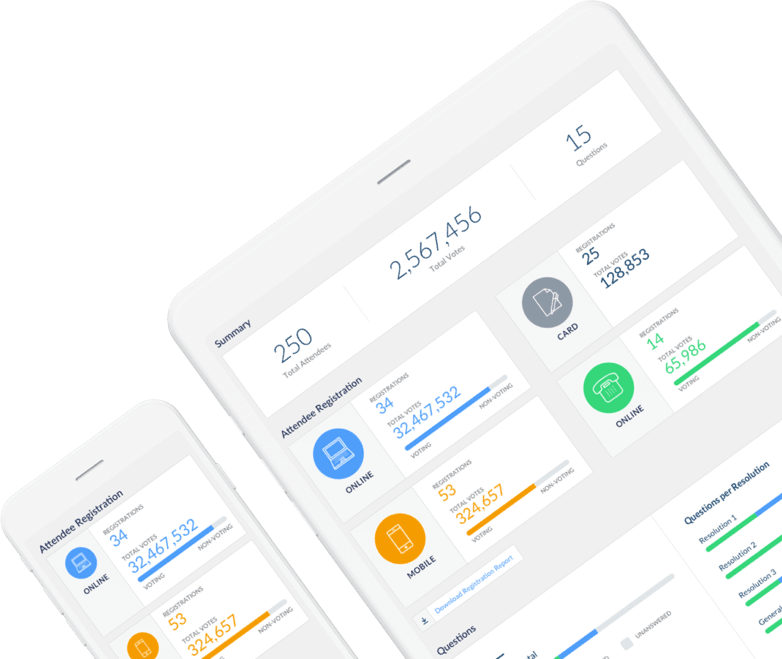 Summary
250
Total Attendees
2,567,456
Total Votes
15
Questions
Attendee Registration
ONLINE
REGISTRATIONS
34
TOTAL VOTES
32,467,532
VOTING
NON-VOTING
CARD
REGISTRATIONS
25
TOTAL VOTES
128,853
MOBILE
REGISTRATIONS
53
TOTAL VOTES
324,657
VOTING
NON-VOTING
ONLINE
REGISTRATIONS
14
TOTAL VOTES
65,986
VOTING
NON-VOTING
Download Registration Report
Questions
UNANSWERED
Questions per Resolution
Resolution 1
Resolution 2
Resolution 3
General
Attendee Registration
ONLINE
REGISTRATIONS
34
TOTAL VOTES
32,467,532
VOTING
NON-VOTING
REGISTRATIONS
53
TOTAL VOTES
324,657
VOTING
NON-VOTING